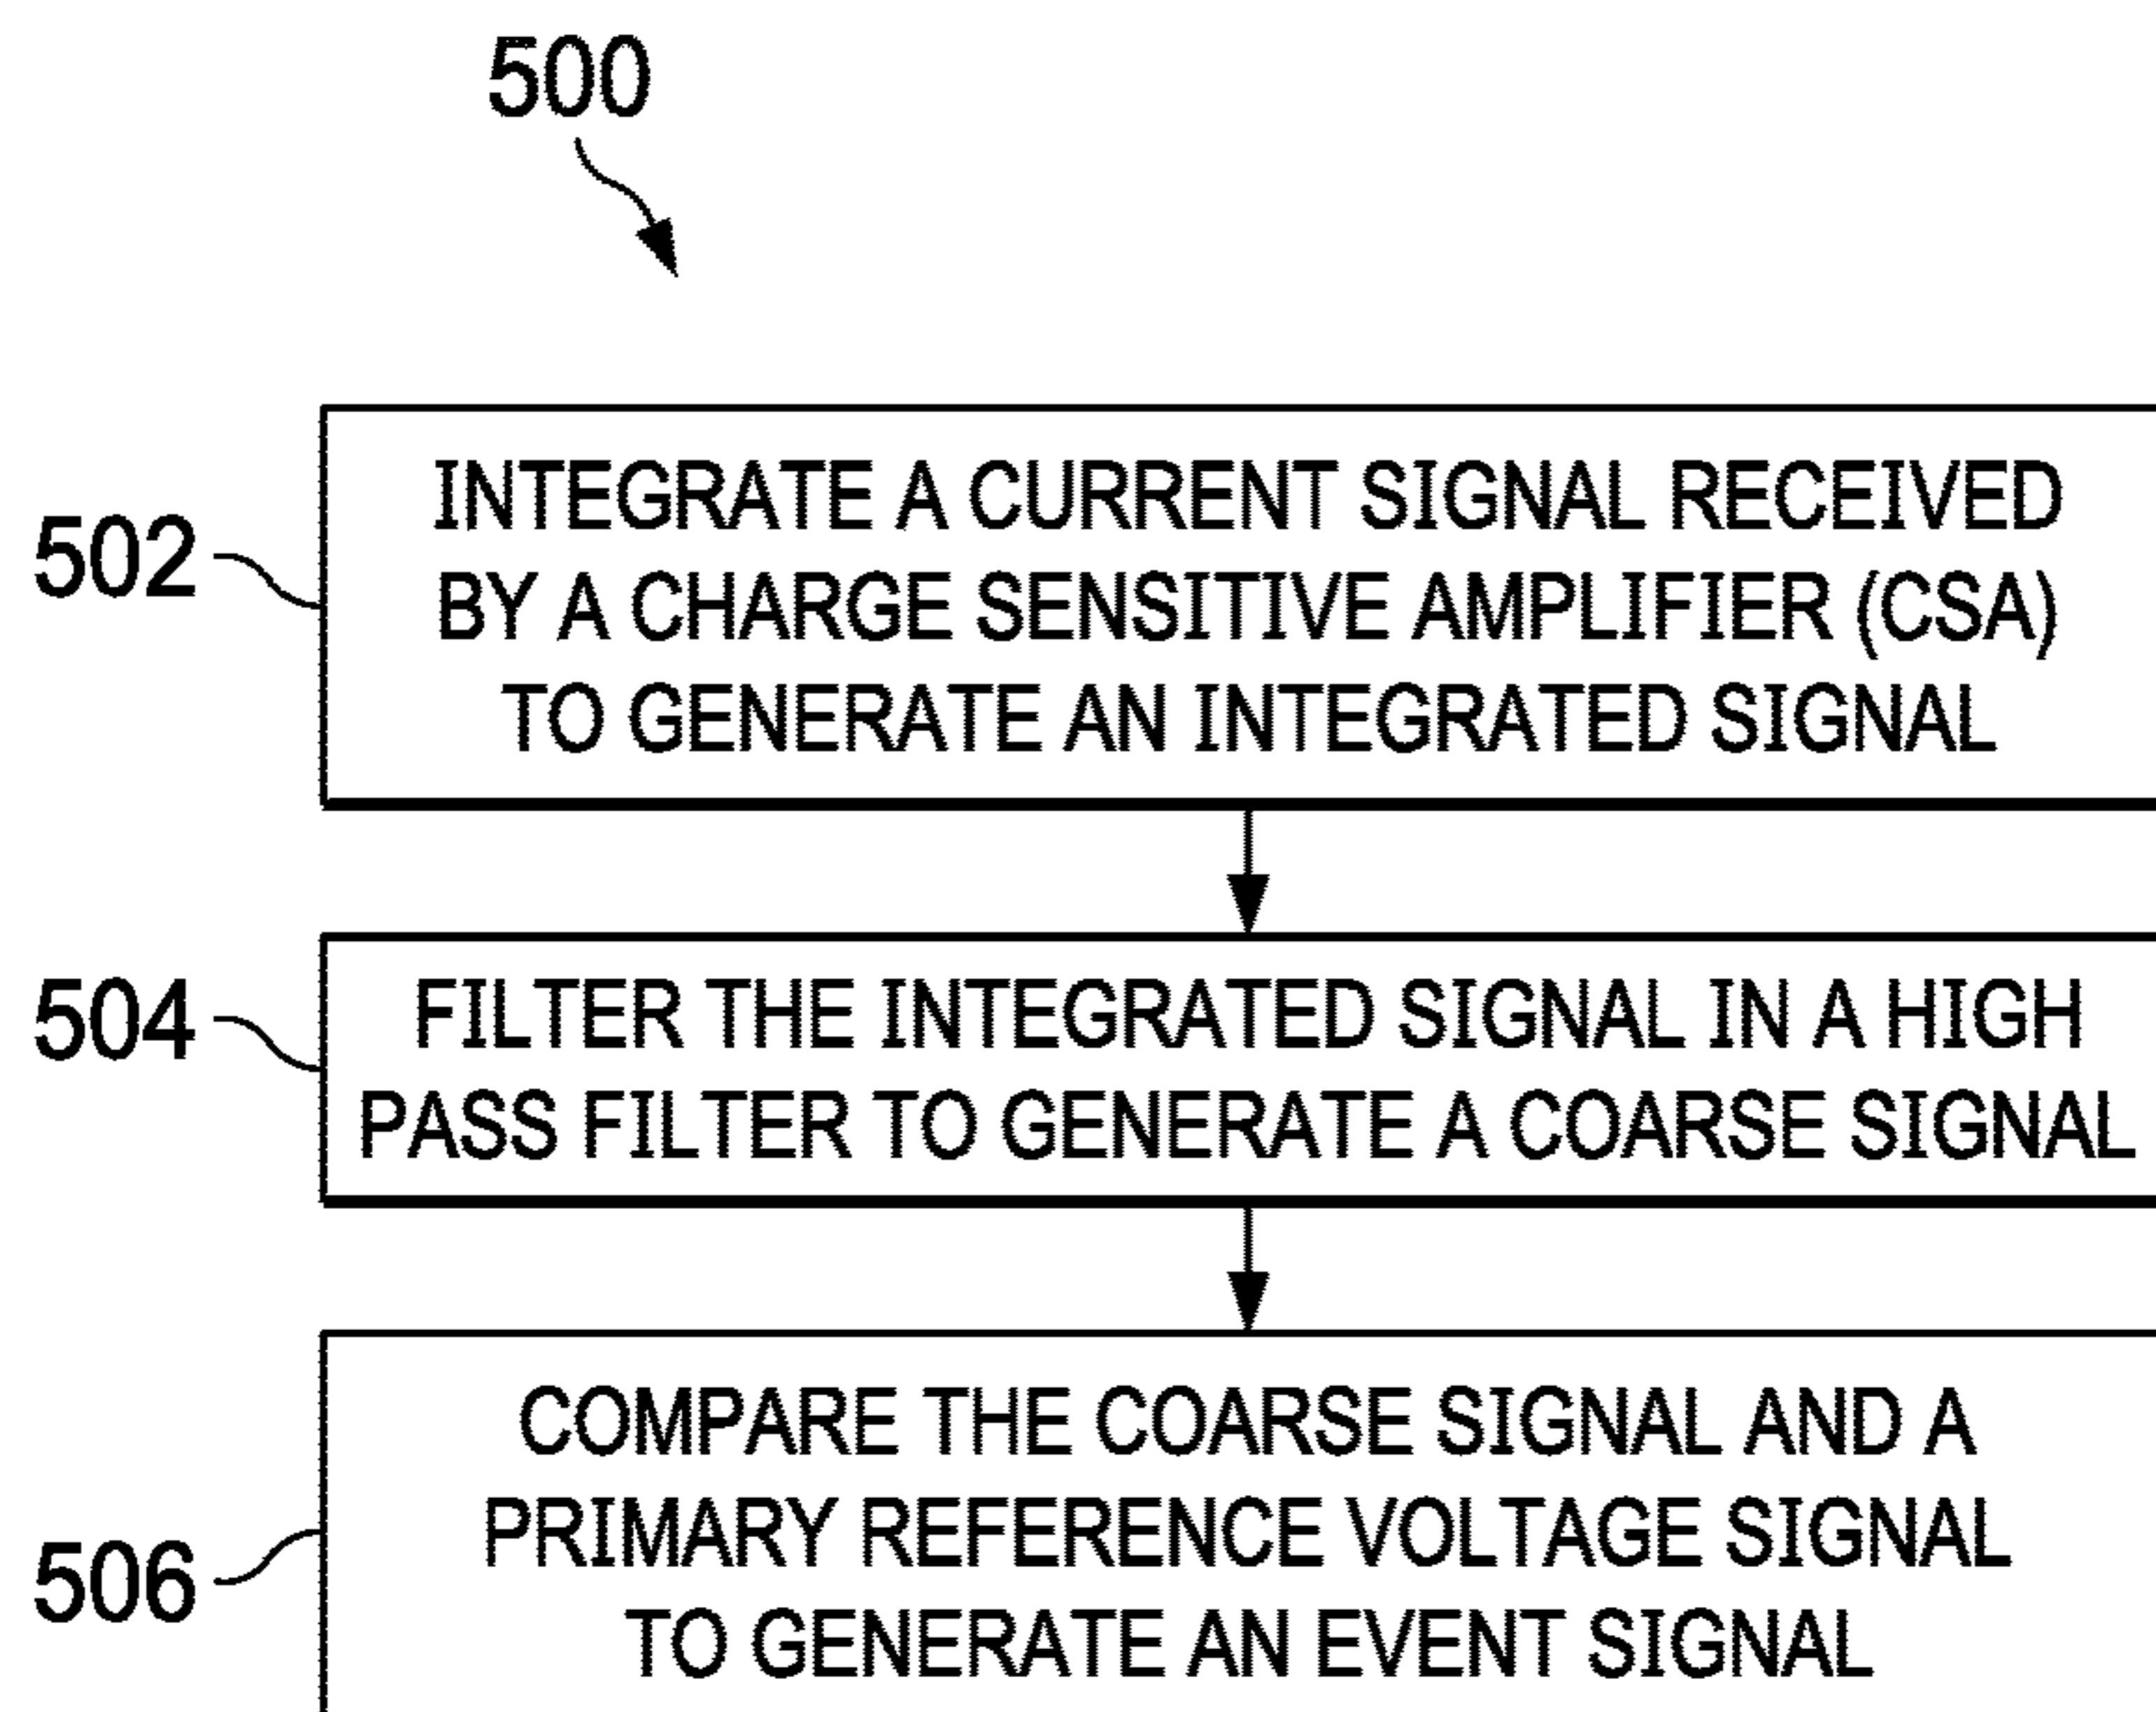 500
502
INTEGRATE A CURRENT SIGNAL RECEIVED
BY A CHARGE SENSITIVE AMPLIFIER (CSA)
TO GENERATE AN INTEGRATED SIGNAL
504
FILTER THE INTEGRATED SIGNAL IN A HIGH
PASS FILTER TO GENERATE A COARSE SIGNAL
506
COMPARE THE COARSE SIGNAL AND A
PRIMARY REFERENCE VOLTAGE SIGNAL
TO GENERATE AN EVENT SIGNAL